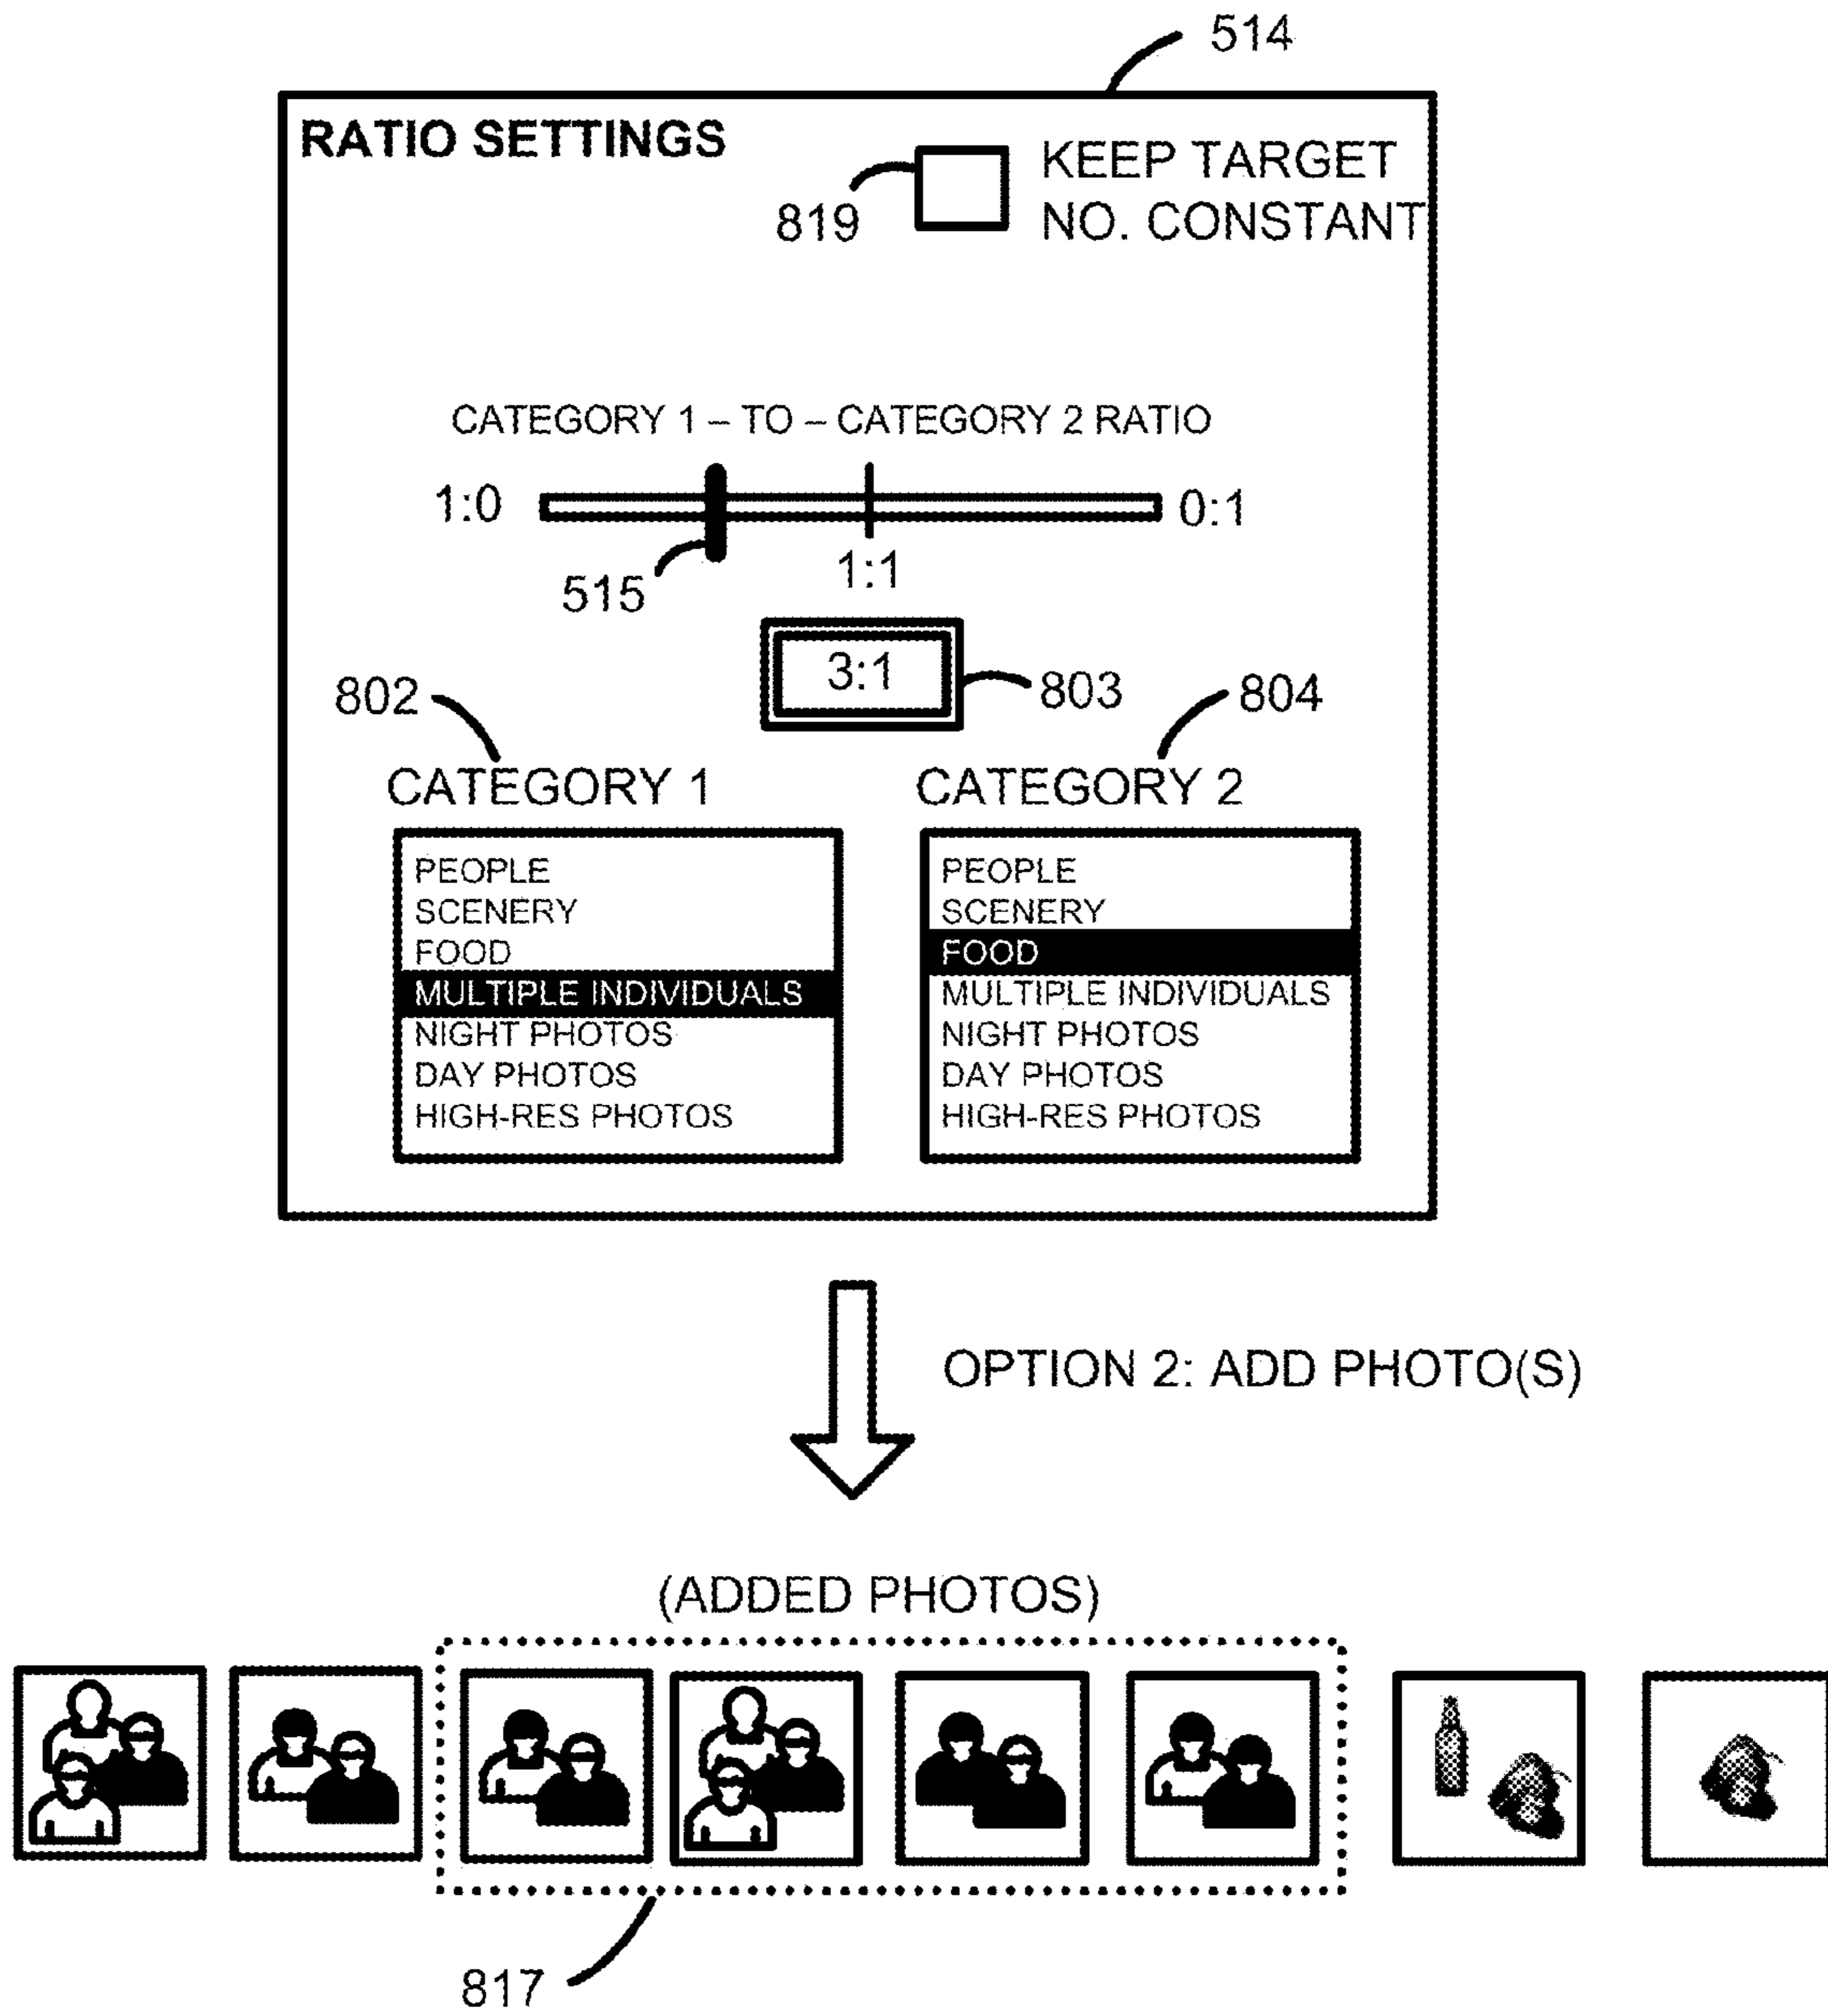 514
RATIO SETTINGS
KEEP TARGET
NO. CONSTANT
819
CATEGORY 1 – TO – CATEGORY 2 RATIO
1:0
0:1
515
1:1
3:1
802
803
804
CATEGORY 1
PEOPLE
SCENERY
FOOD
MULTIPLE INDIVIDUALS
NIGHT PHOTOS
DAY PHOTOS
HIGH-RES PHOTOS
CATEGORY 2
PEOPLE
SCENERY
FOOD
MULTIPLE INDIVIDUALS
NIGHT PHOTOS
DAY PHOTOS
HIGH-RES PHOTOS
OPTION 2: ADD PHOTO(S)
(ADDED PHOTOS)
817